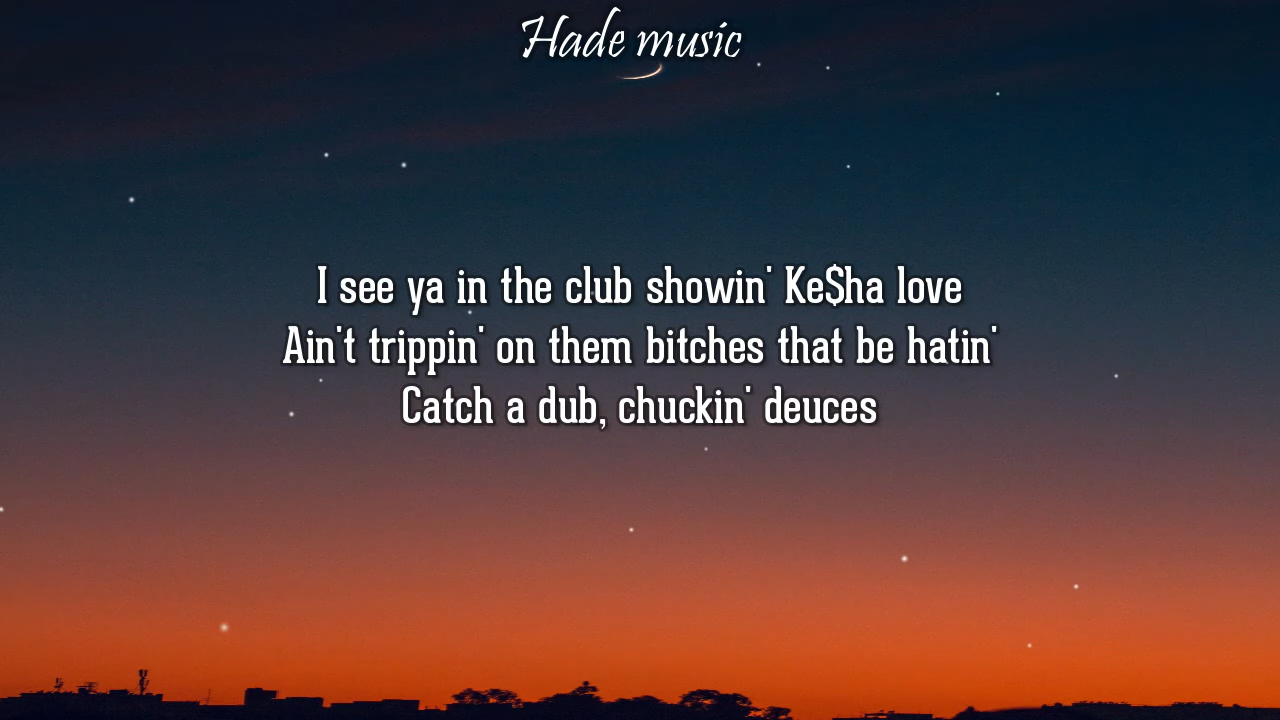 Hade music
I see ya in the club showin' Ke$ha love
Ain't trippin' on them bitches that be hatin'
Catch a dub, chuckin' deuces